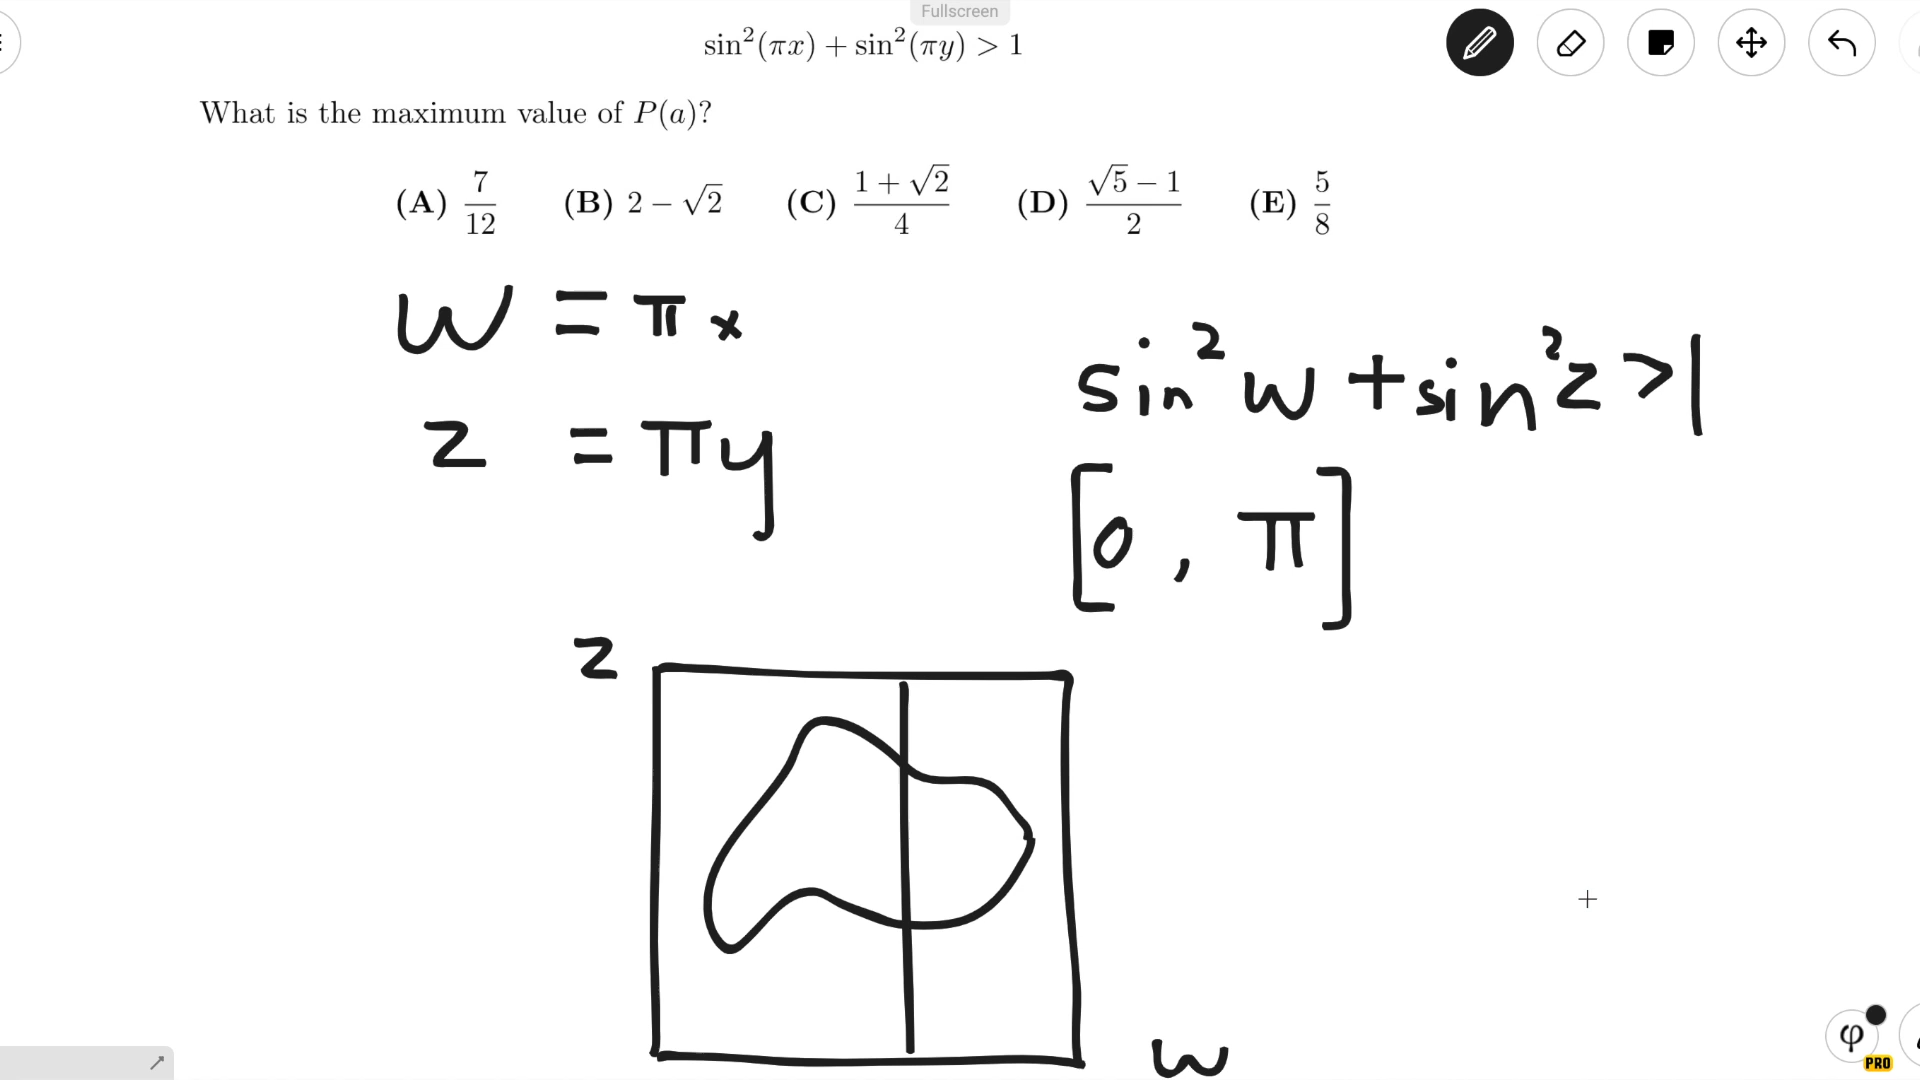 Fullscreen
sin²(πx) + sin²(πy) > 1
What is the maximum value of P(a)?
(A) 7/12 (B) 2 − √2 (C) (1 + √2)/4 (D) (√5 − 1)/2 (E) 5/8
w = πx
sin²w + sin²z > 1
z = πy
[0, π]
z
w
φ
PRO